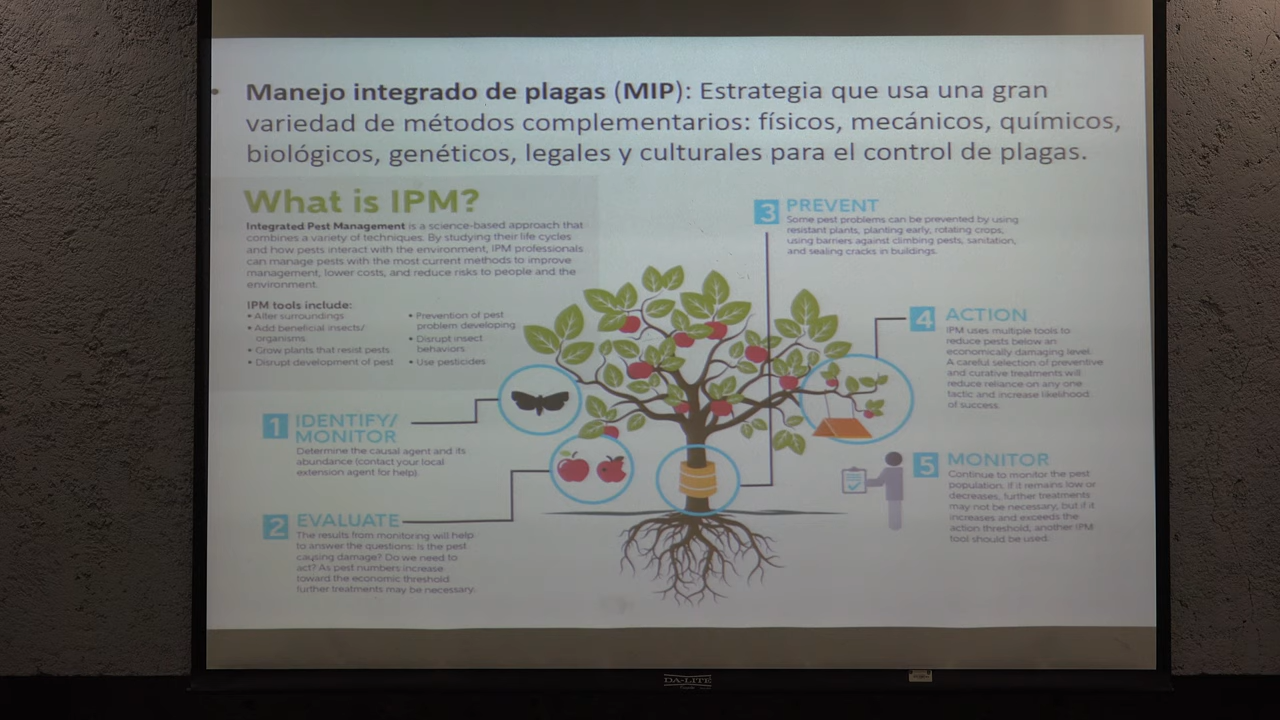 • Manejo integrado de plagas (MIP): Estrategia que usa una gran
variedad de métodos complementarios: físicos, mecánicos, químicos,
biológicos, genéticos, legales y culturales para el control de plagas.
What is IPM?
Integrated Pest Management is a science-based approach that
combines a variety of techniques. By studying their life cycles
and how pests interact with the environment, IPM professionals
can manage pests with the most current methods to improve
management, lower costs, and reduce risks to people and the
environment.
IPM tools include:
• Alter surroundings
• Add beneficial insects/
organisms
• Grow plants that resist pests
• Disrupt development of pest
• Prevention of pest
problem developing
• Disrupt insect
behaviors
• Use pesticides
1 IDENTIFY/
MONITOR
Determine the causal agent and its
abundance (contact your local
extension agent for help).
2 EVALUATE
The results from monitoring will help
to answer the questions: Is the pest
causing damage? Do we need to
act? As pest numbers increase
toward the economic threshold
further treatments may be necessary.
3 PREVENT
Some pest problems can be prevented by using
resistant plants, planting early, rotating crops,
using barriers against climbing pests, sanitation,
and sealing cracks in buildings.
4 ACTION
IPM uses multiple tools to
reduce pests below an
economically damaging level.
A careful selection of preventive
and curative treatments will
reduce reliance on any one
tactic and increase likelihood
of success.
5 MONITOR
Continue to monitor the pest
population. If it remains low or
decreases, further treatments
may not be necessary, but if it
increases and exceeds the
action threshold, another IPM
tool should be used.
DA-LITE